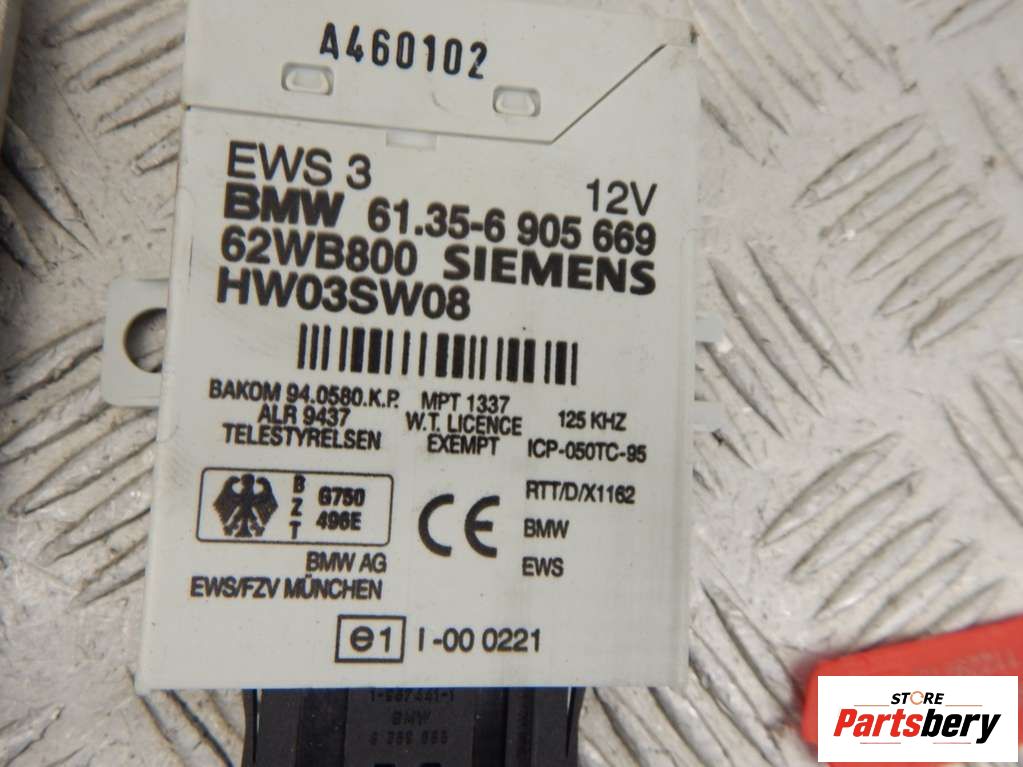 A460102
EWS 3
12V
BMW 61.35-6 905 669
62WB800 SIEMENS
HW03SW08
BAKOM 94.0580.K.P. MPT 1337
ALR 9437 W.T. LICENCE 125 KHZ
TELESTYRELSEN EXEMPT ICP-050TC-95
BZT G750 496E
RTT/D/X1162
BMW
EWS
BMW AG
EWS/FZV MÜNCHEN
CE
e1 I-00 0221
BMW
STORE
Partsbery